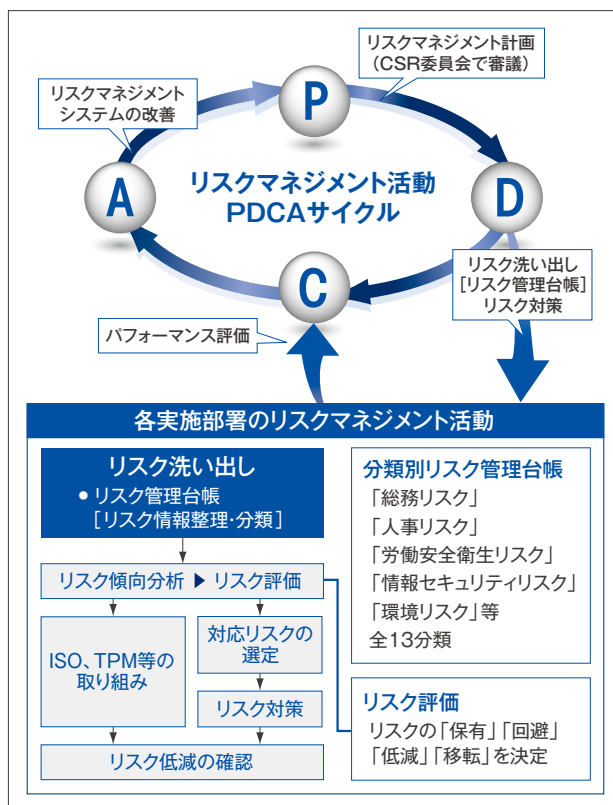 リスクマネジメント計画
（CSR委員会で審議）
リスクマネジメント
システムの改善
P
A
リスクマネジメント活動
PDCAサイクル
D
C
リスク洗い出し
[リスク管理台帳]
リスク対策
パフォーマンス評価
各実施部署のリスクマネジメント活動
リスク洗い出し
● リスク管理台帳
[リスク情報整理・分類]
リスク傾向分析 ▶ リスク評価
ISO、TPM等の
取り組み
対応リスクの
選定
リスク対策
リスク低減の確認
分類別リスク管理台帳
「総務リスク」
「人事リスク」
「労働安全衛生リスク」
「情報セキュリティリスク」
「環境リスク」等
全13分類
リスク評価
リスクの「保有」「回避」
「低減」「移転」を決定